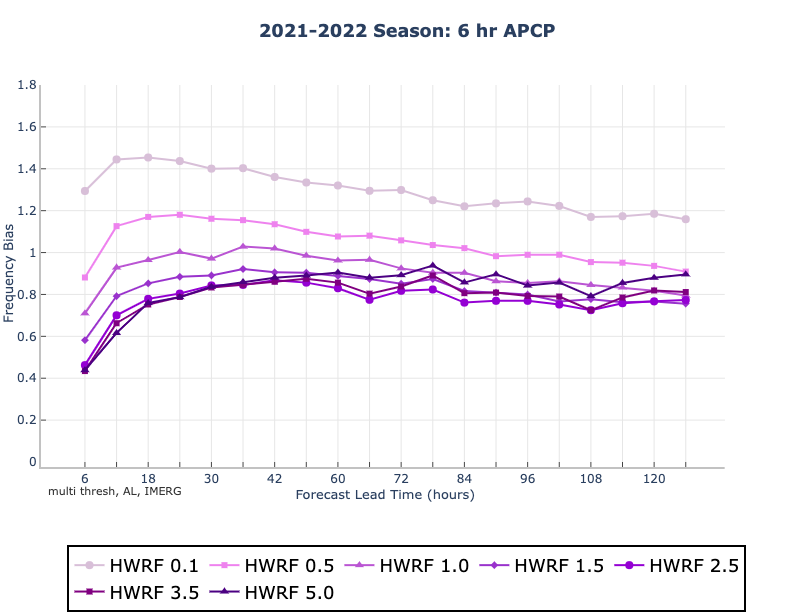 2021-2022 Season: 6 hr APCP
1.8
1.6
1.4
1.2
1
0.8
0.6
0.4
0.2
0
Frequency Bias
6 18 30 42 60 72 84 96 108 120
multi thresh, AL, IMERG
Forecast Lead Time (hours)
HWRF 0.1 HWRF 0.5 HWRF 1.0 HWRF 1.5 HWRF 2.5
HWRF 3.5 HWRF 5.0